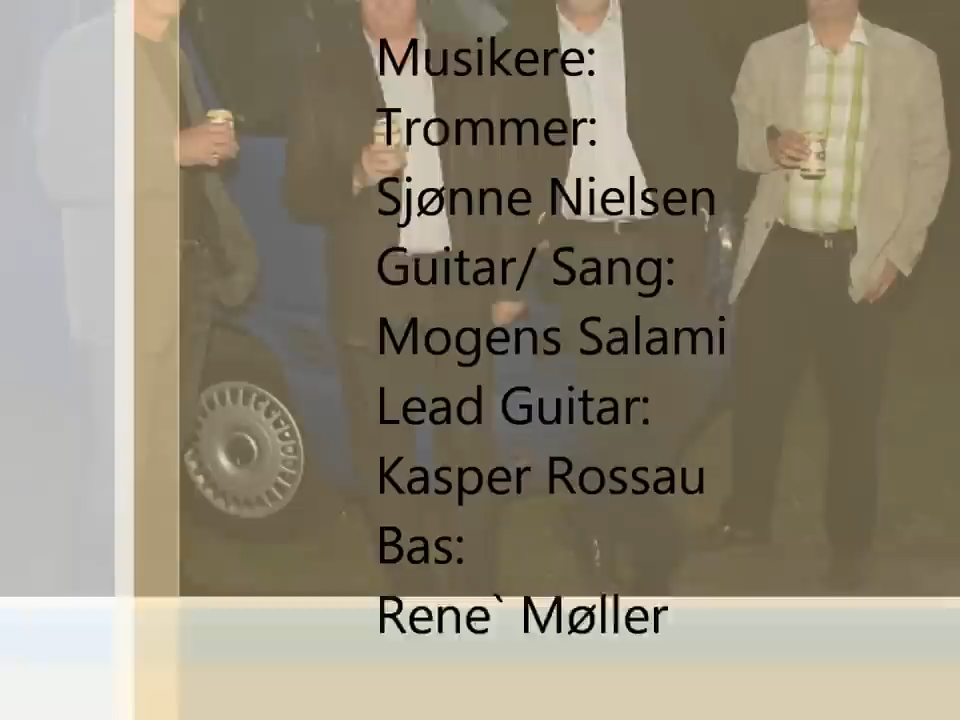 Musikere:
Trommer:
Sjønne Nielsen
Guitar/ Sang:
Mogens Salami
Lead Guitar:
Kasper Rossau
Bas:
Rene` Møller